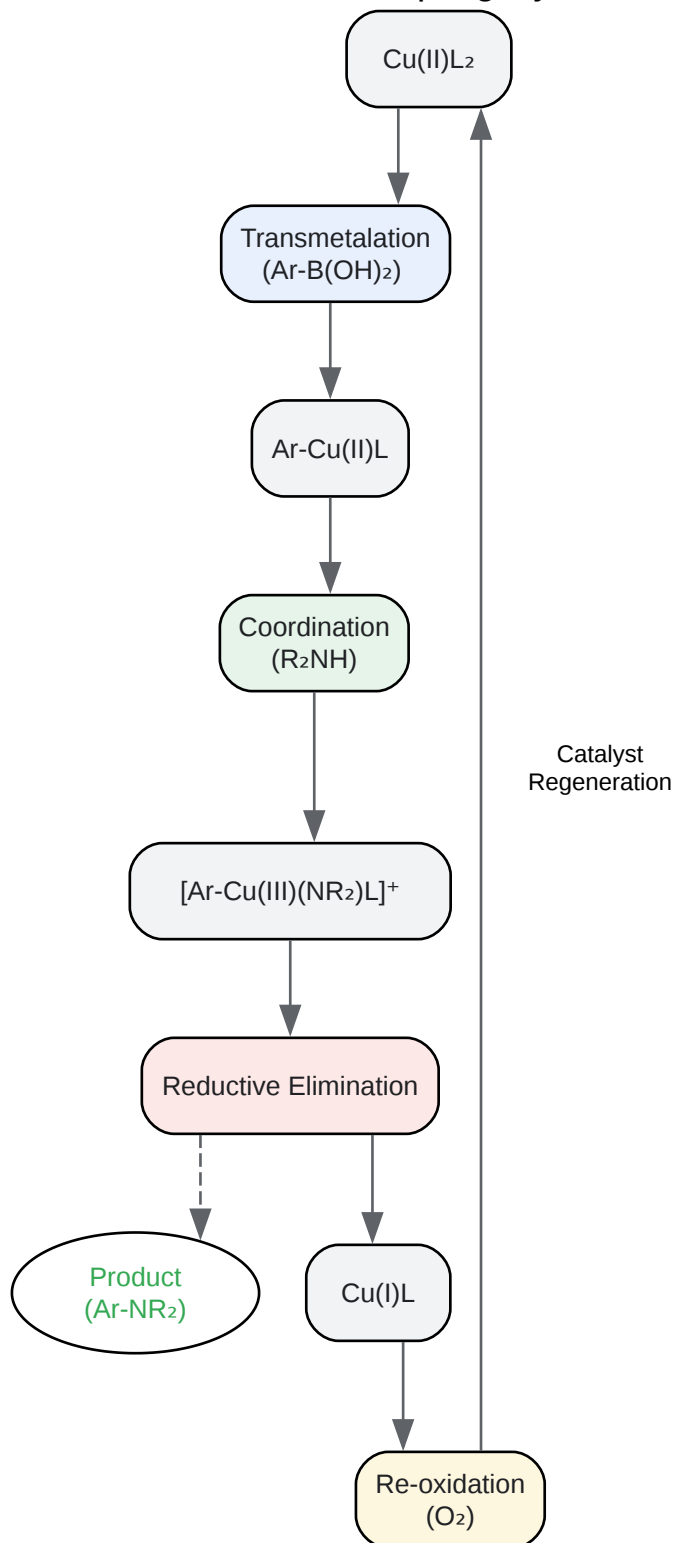 Cu(II)L₂
Transmetalation
(Ar-B(OH)₂)
Ar-Cu(II)L
Coordination
(R₂NH)
Catalyst
Regeneration
[Ar-Cu(III)(NR₂)L]⁺
Reductive Elimination
Product
(Ar-NR₂)
Cu(I)L
Re-oxidation
(O₂)